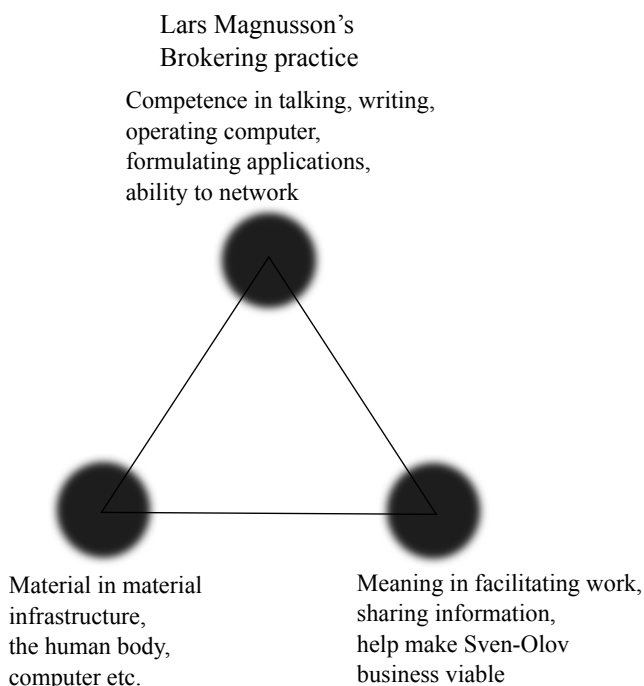 Lars Magnusson’s
Brokering practice
Competence in talking, writing,
operating computer,
formulating applications,
ability to network
Material in material
infrastructure,
the human body,
computer etc.
Meaning in facilitating work,
sharing information,
help make Sven-Olov
business viable